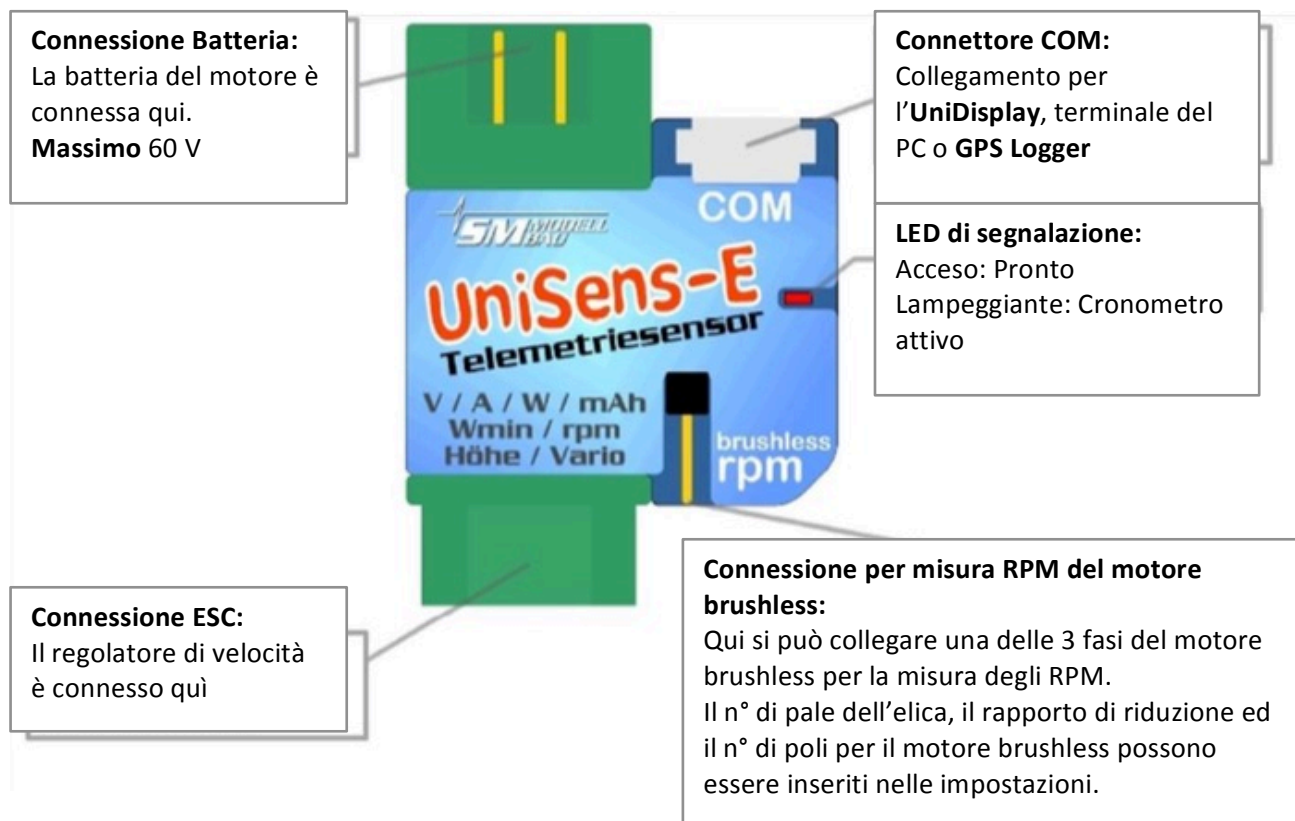 Connessione Batteria:
La batteria del motore è
connessa qui.
Massimo 60 V
Connettore COM:
Collegamento per
l’UniDisplay, terminale del
PC o GPS Logger
LED di segnalazione:
Acceso: Pronto
Lampeggiante: Cronometro
attivo
COM
SM MODELL
BAU
UniSens-E
Telemetriesensor
V / A / W / mAh
Wmin / rpm
Höhe / Vario
brushless
rpm
Connessione ESC:
Il regolatore di velocità
è connesso quì
Connessione per misura RPM del motore
brushless:
Qui si può collegare una delle 3 fasi del motore
brushless per la misura degli RPM.
Il n° di pale dell’elica, il rapporto di riduzione ed
il n° di poli per il motore brushless possono
essere inseriti nelle impostazioni.